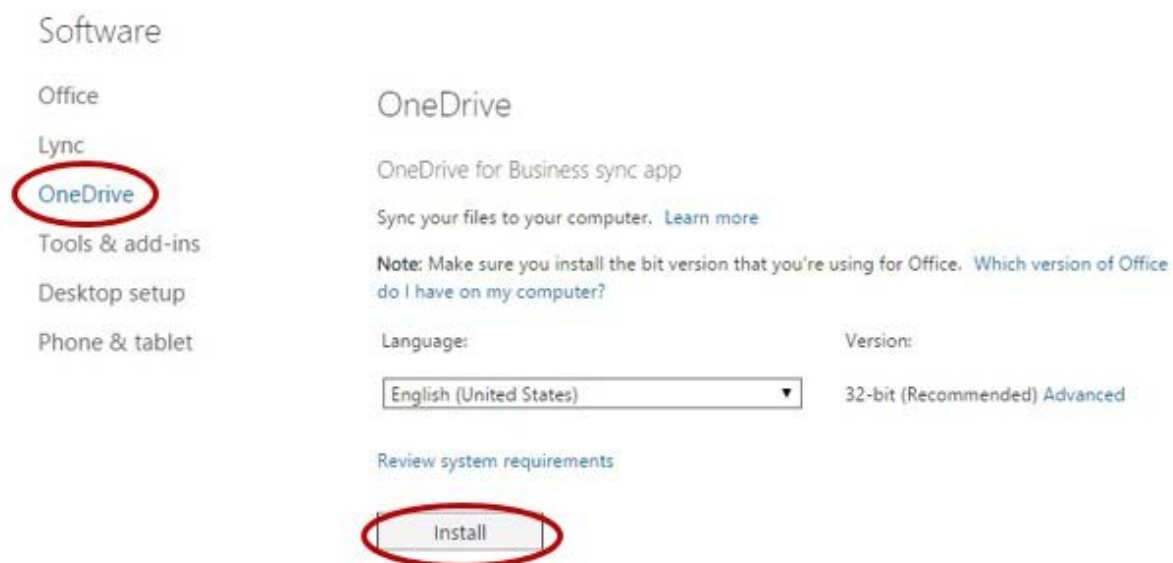 Software
Office
Lync
OneDrive
Tools & add-ins
Desktop setup
Phone & tablet
OneDrive
OneDrive for Business sync app
Sync your files to your computer. Learn more
Note: Make sure you install the bit version that you're using for Office. Which version of Office
do I have on my computer?
Language:
Version:
English (United States)
32-bit (Recommended) Advanced
Review system requirements
Install